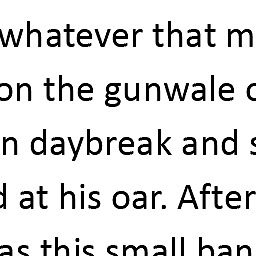 whatever that m
on the gunwale
n daybreak and s
d at his oar. After
as this small ban